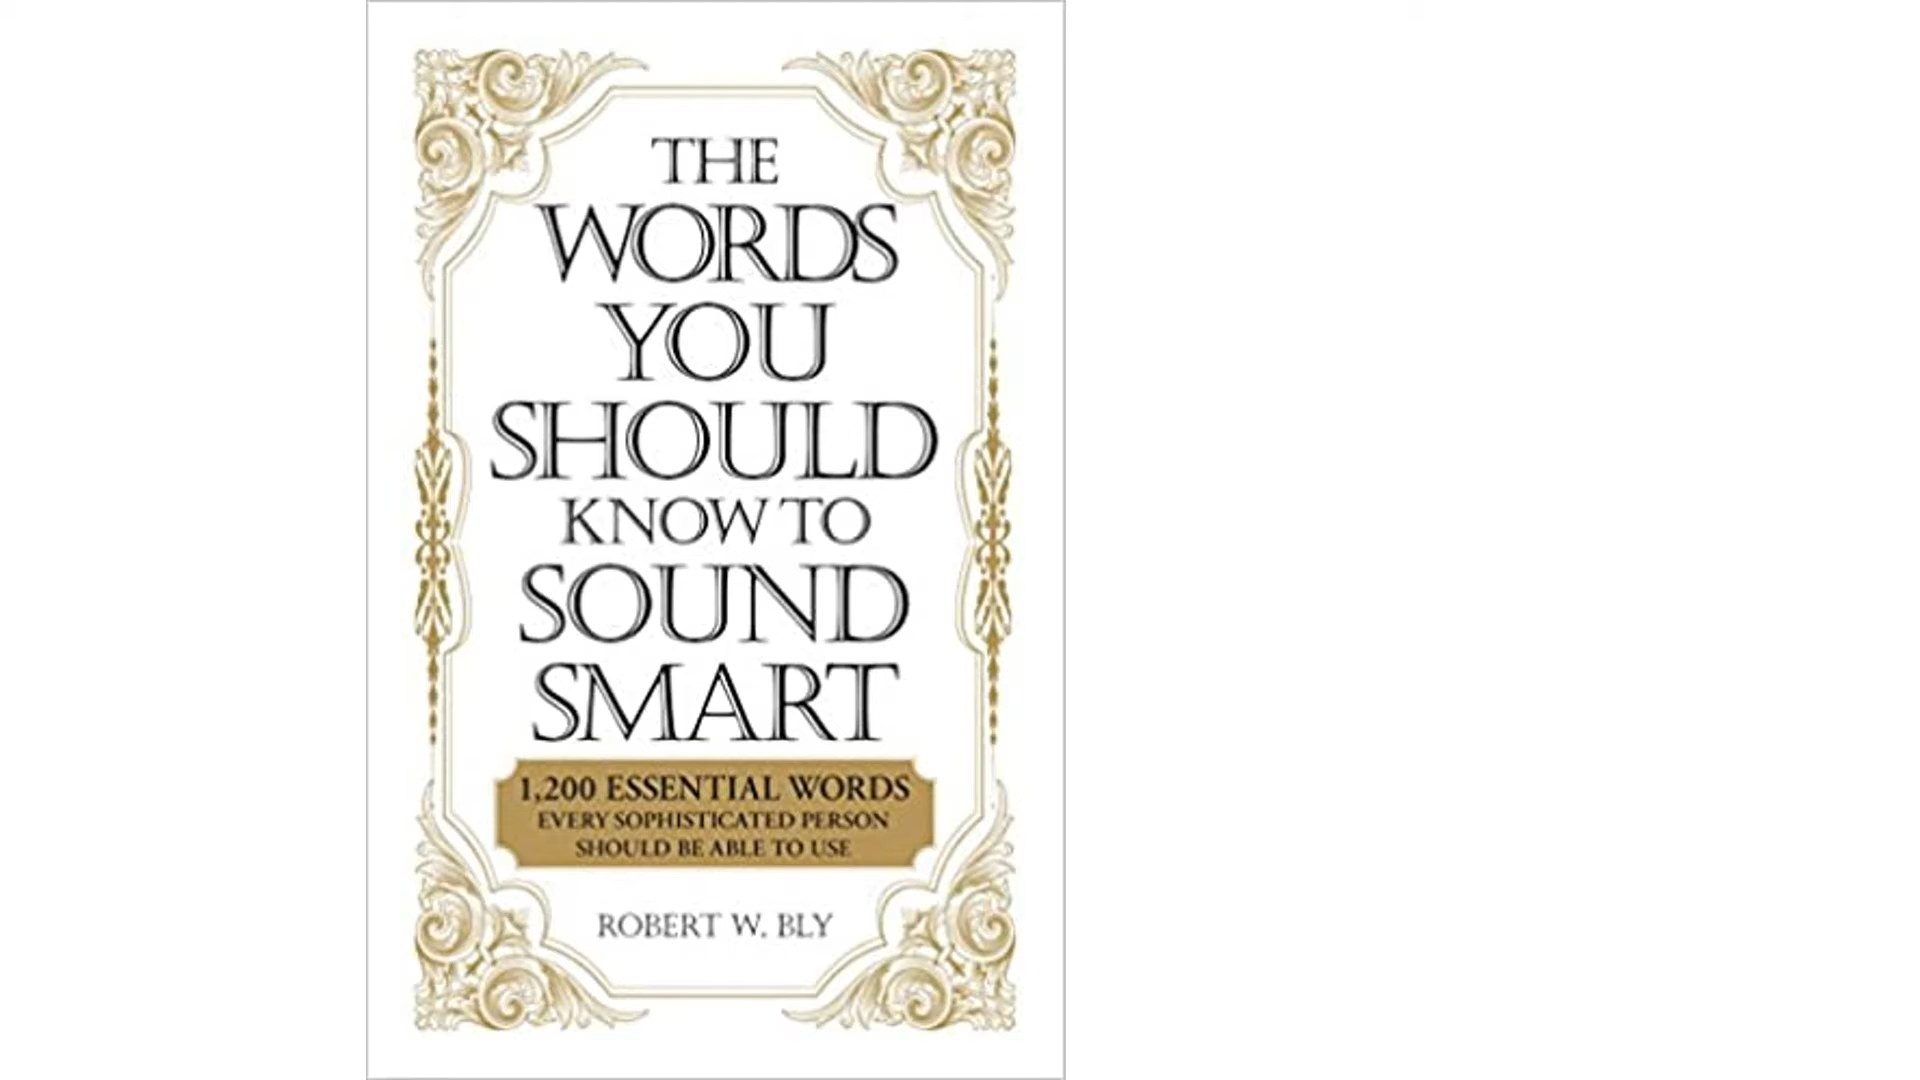 THE
WORDS
YOU
SHOULD
KNOW TO
SOUND
SMART
1,200 ESSENTIAL WORDS
EVERY SOPHISTICATED PERSON
SHOULD BE ABLE TO USE
ROBERT W. BLY